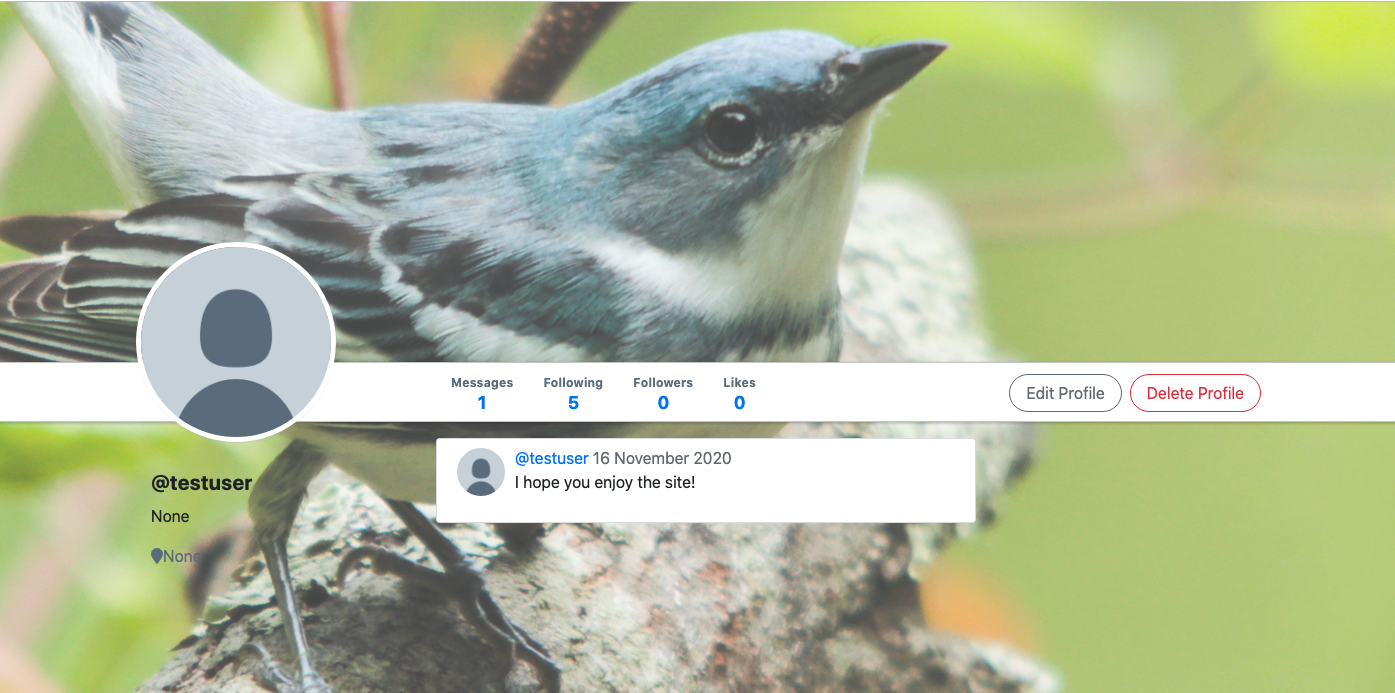 Messages Following Followers Likes
1 5 0 0
Edit Profile Delete Profile
@testuser 16 November 2020
I hope you enjoy the site!
@testuser
None
None